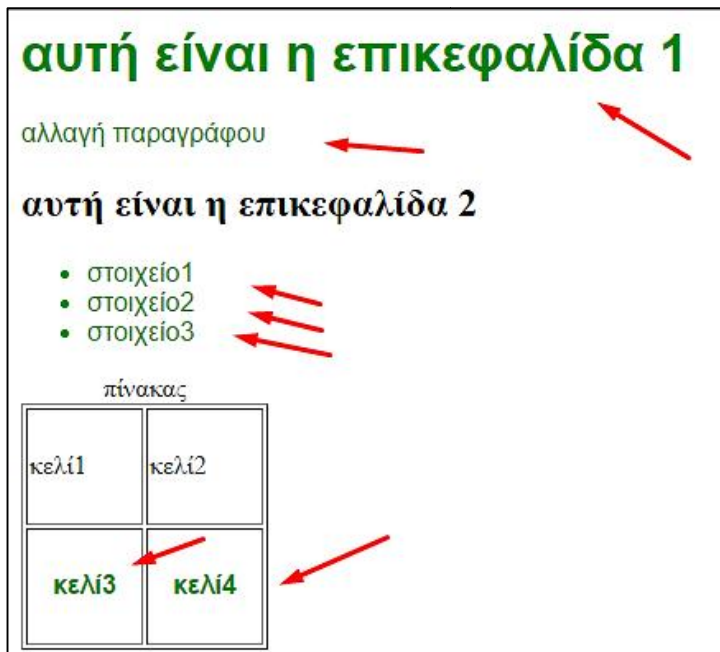 αυτή είναι η επικεφαλίδα 1
αλλαγή παραγράφου
αυτή είναι η επικεφαλίδα 2
• στοιχείο1
• στοιχείο2
• στοιχείο3
πίνακας
κελί1 κελί2
κελί3 κελί4